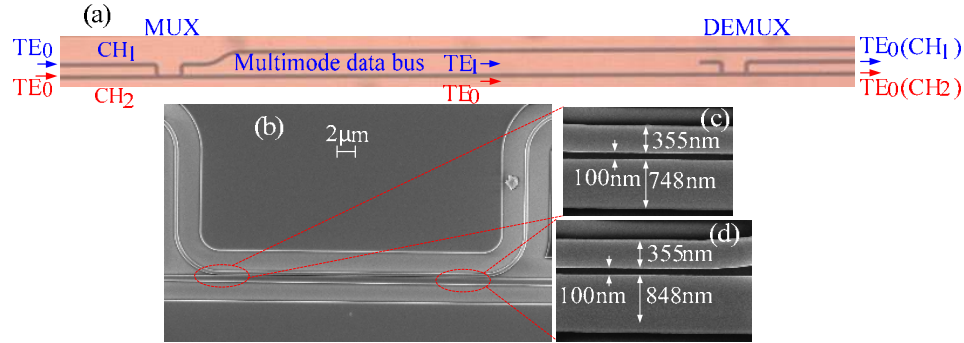 (a)
MUX
DEMUX
TE0
CH1
TE0(CH1)
Multimode data bus
TE1
TE0
CH2
TE0
TE0(CH2)
(b)
2μm
(c)
355nm
100nm
748nm
(d)
355nm
100nm
848nm